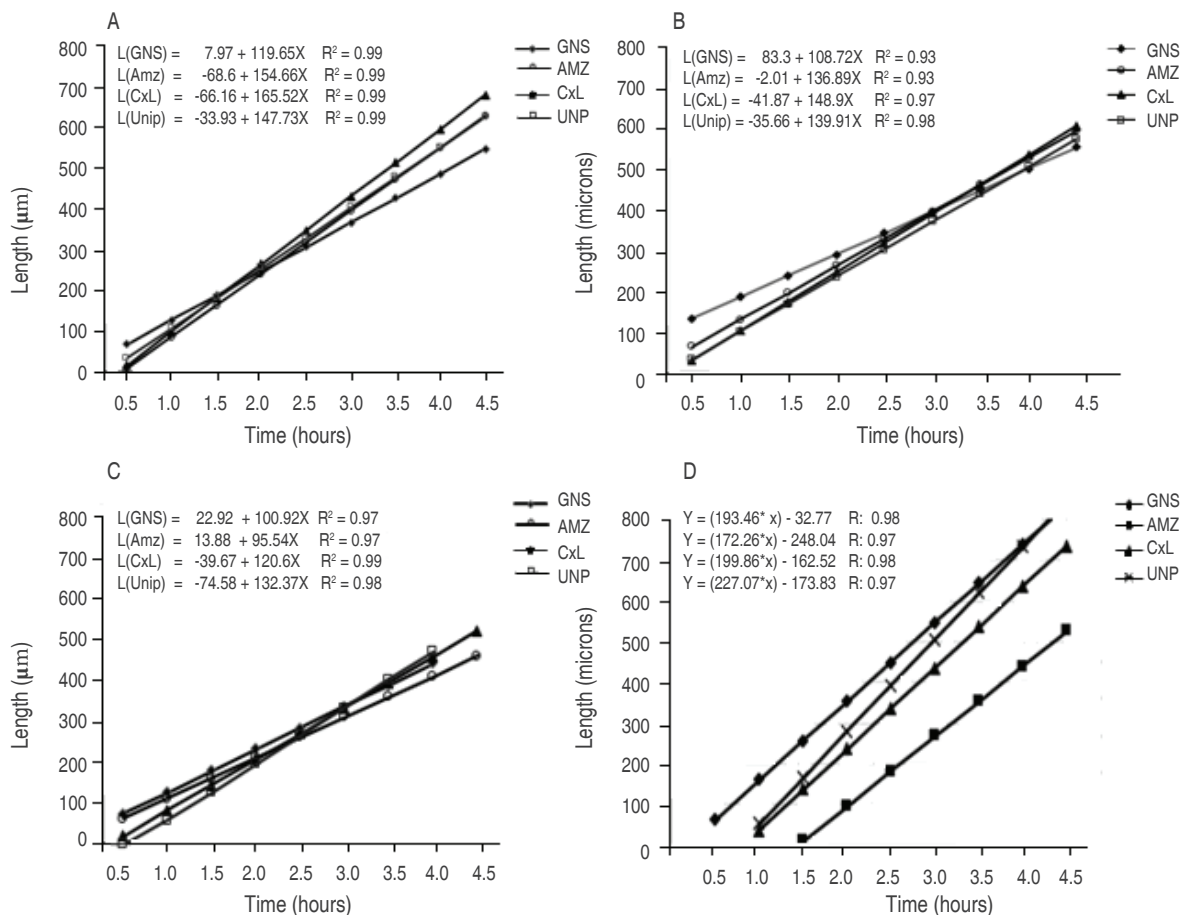 A
L(GNS) = 7.97 + 119.65X R² = 0.99
L(Amz) = -68.6 + 154.66X R² = 0.99
L(CxL) = -66.16 + 165.52X R² = 0.99
L(Unip) = -33.93 + 147.73X R² = 0.99
GNS
AMZ
CxL
UNP
Length (µm)
800
700
600
500
400
300
200
100
0
0.5 1.0 1.5 2.0 2.5 3.0 3.5 4.0 4.5
Time (hours)
B
L(GNS) = 83.3 + 108.72X R² = 0.93
L(Amz) = -2.01 + 136.89X R² = 0.93
L(CxL) = -41.87 + 148.9X R² = 0.97
L(Unip) = -35.66 + 139.91X R² = 0.98
GNS
AMZ
CxL
UNP
Length (microns)
800
700
600
500
400
300
200
100
0
0.5 1.0 1.5 2.0 2.5 3.0 3.5 4.0 4.5
Time (hours)
C
L(GNS) = 22.92 + 100.92X R² = 0.97
L(Amz) = 13.88 + 95.54X R² = 0.97
L(CxL) = -39.67 + 120.6X R² = 0.99
L(Unip) = -74.58 + 132.37X R² = 0.98
GNS
AMZ
CxL
UNP
Length (µm)
800
700
600
500
400
300
200
100
0
0.5 1.0 1.5 2.0 2.5 3.0 3.5 4.0 4.5
Time (hours)
D
Y = (193.46* x) - 32.77 R: 0.98
Y = (172.26*x) - 248.04 R: 0.97
Y = (199.86*x) - 162.52 R: 0.98
Y = (227.07*x) - 173.83 R: 0.97
GNS
AMZ
CxL
UNP
Length (microns)
800
700
600
500
400
300
200
100
0
0.5 1.0 1.5 2.0 2.5 3.0 3.5 4.0 4.5
Time (hours)